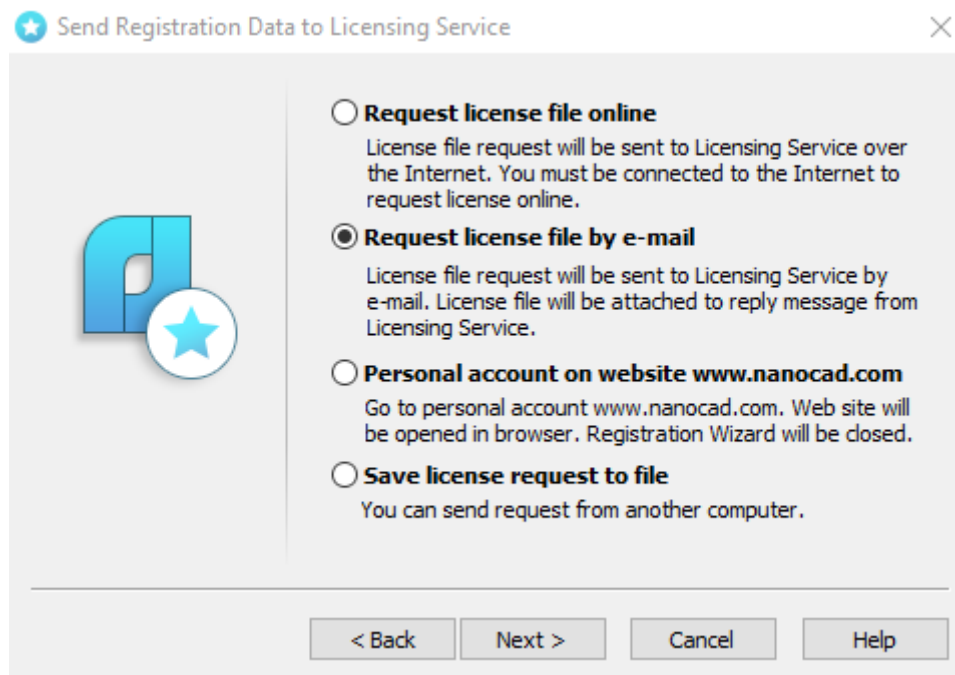 Send Registration Data to Licensing Service
Request license file online
License file request will be sent to Licensing Service over
the Internet. You must be connected to the Internet to
request license online.
Request license file by e-mail
License file request will be sent to Licensing Service by
e-mail. License file will be attached to reply message from
Licensing Service.
Personal account on website www.nanocad.com
Go to personal account www.nanocad.com. Web site will
be opened in browser. Registration Wizard will be closed.
Save license request to file
You can send request from another computer.
< Back Next > Cancel Help